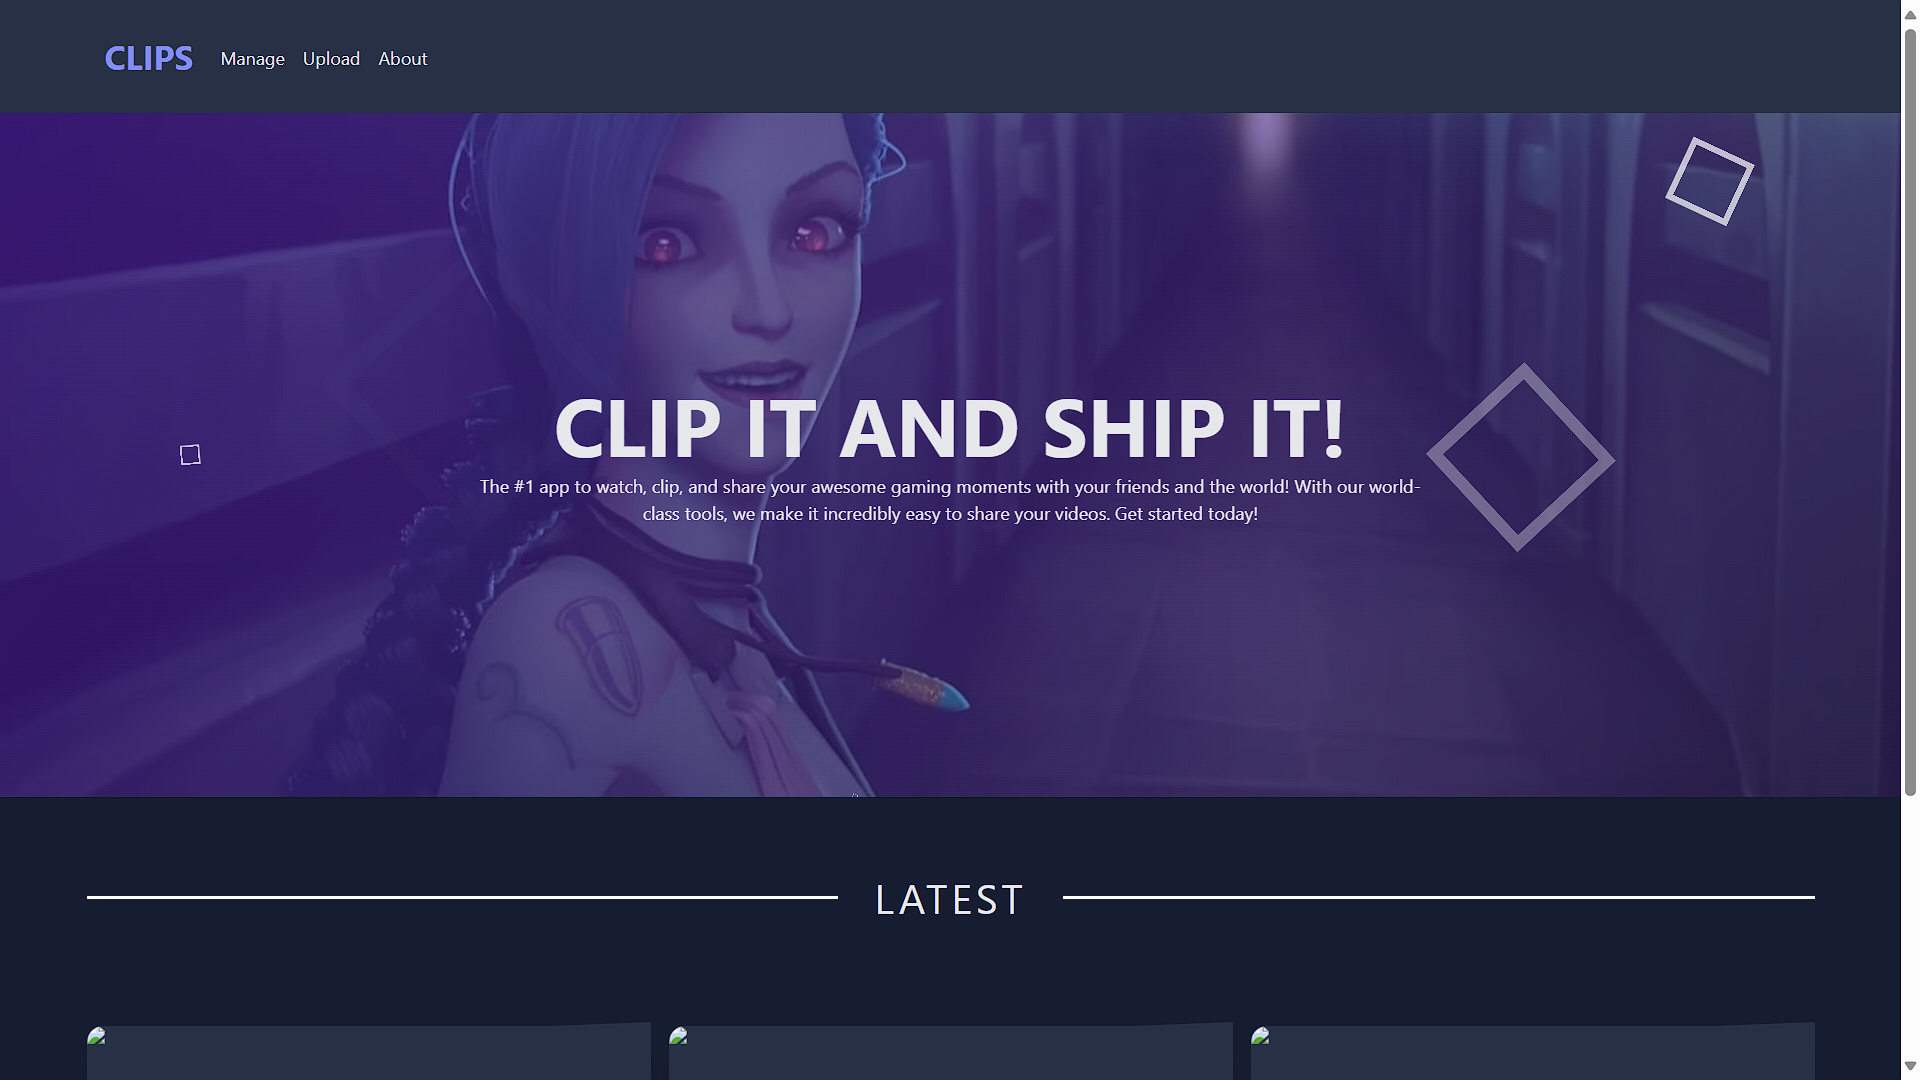 CLIPS Manage Upload About
CLIP IT AND SHIP IT!
The #1 app to watch, clip, and share your awesome gaming moments with your friends and the world! With our world-
class tools, we make it incredibly easy to share your videos. Get started today!
LATEST